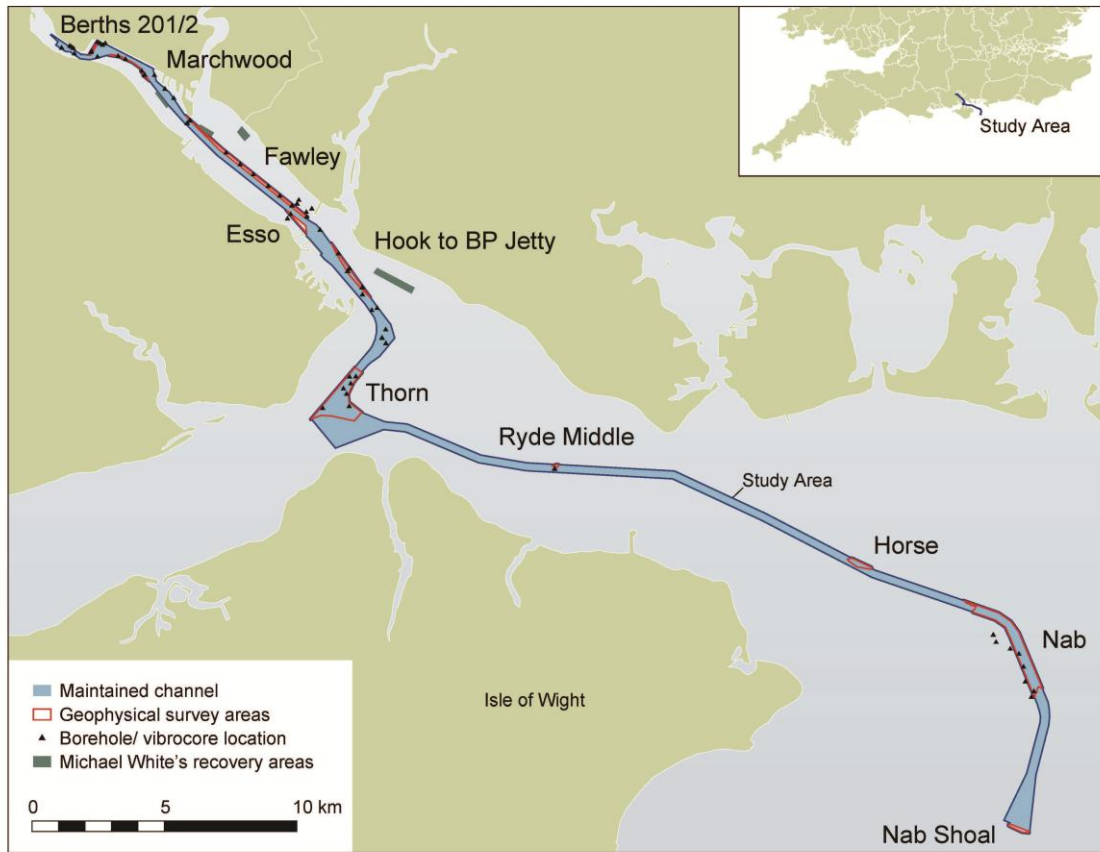 Berths 201/2
Marchwood
Study Area
Fawley
Esso
Hook to BP Jetty
Thorn
Ryde Middle
Study Area
Horse
Nab
Isle of Wight
Nab Shoal
Maintained channel
Geophysical survey areas
Borehole/ vibrocore location
Michael White's recovery areas
0 5 10 km